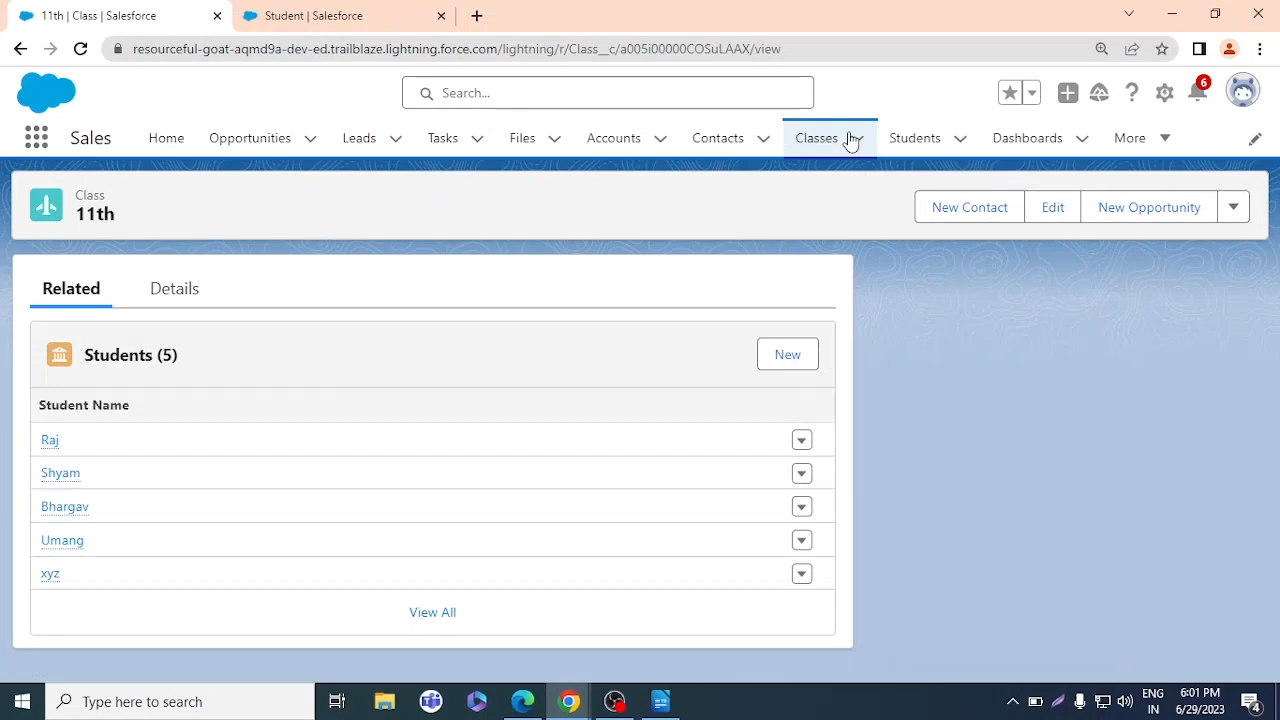 11th | Class | Salesforce
Student | Salesforce
resourceful-goat-aqmd9a-dev-ed.trailblaze.lightning.force.com/lightning/r/Class__c/a005i00000COSuLAAX/view
Search...
6
Sales
Home
Opportunities
Leads
Tasks
Files
Accounts
Contacts
Classes
Students
Dashboards
More
Class
11th
New Contact
Edit
New Opportunity
Related
Details
Students (5)
New
Student Name
Raj
Shyam
Bhargav
Umang
xyz
View All
Type here to search
ENG
IN
6:01 PM
6/29/2023
4